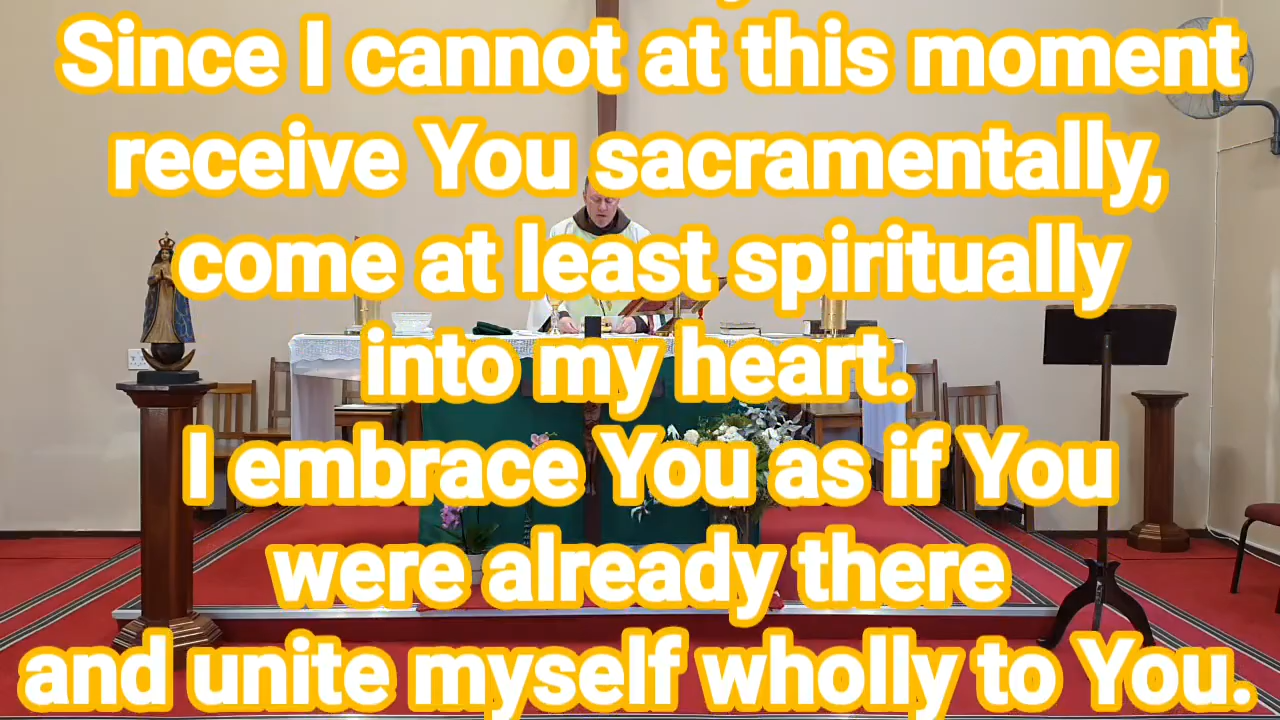 Since I cannot at this moment
receive You sacramentally,
come at least spiritually
into my heart.
I embrace You as if You
were already there
and unite myself wholly to You.